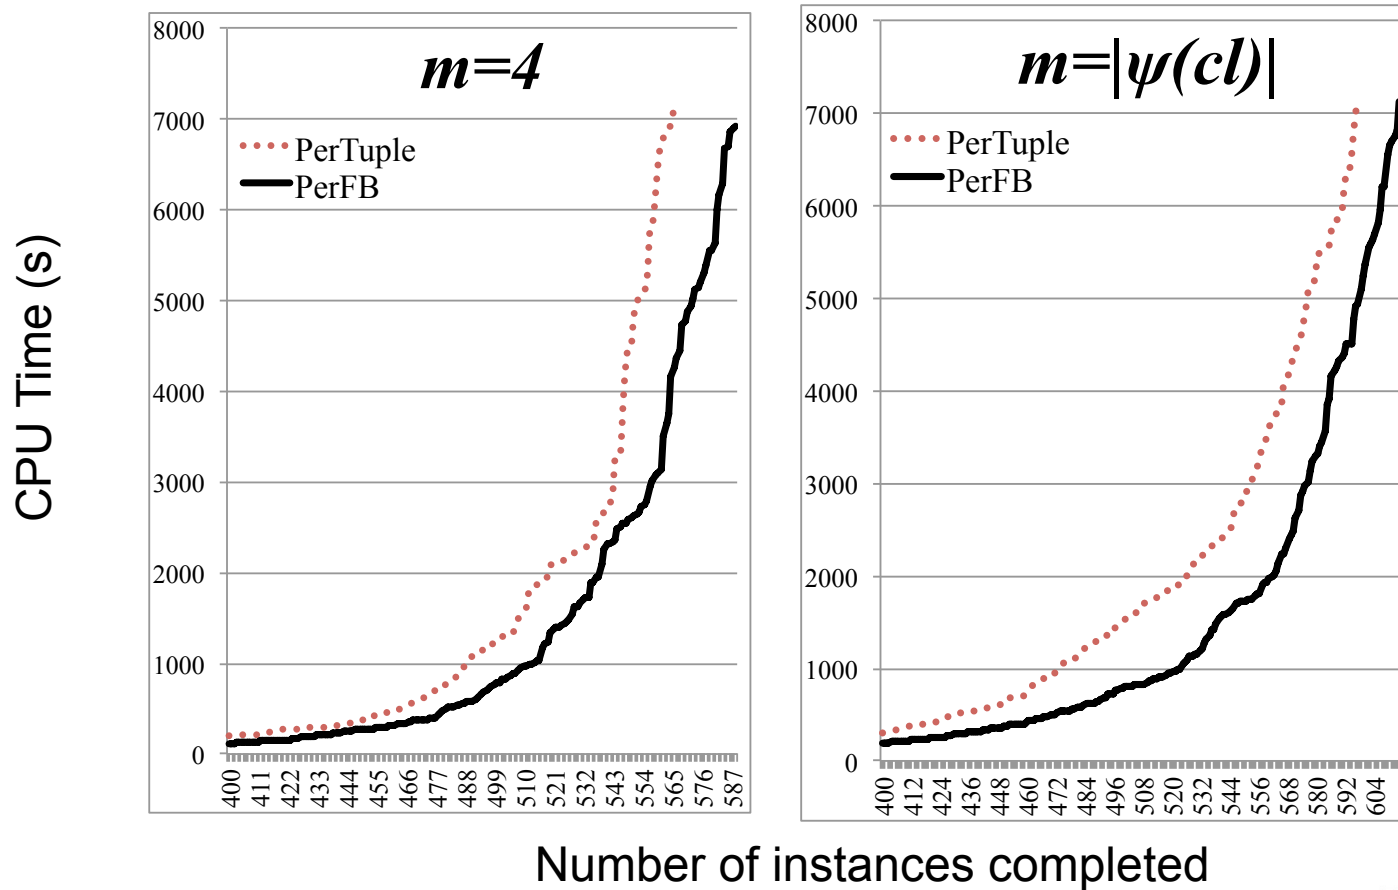 CPU Time (s)
m=4
PerTuple
PerFB
8000
7000
6000
5000
4000
3000
2000
1000
0
400 411 422 433 444 455 466 477 488 499 510 521 532 543 554 565 576 587
m=|ψ(cl)|
PerTuple
PerFB
8000
7000
6000
5000
4000
3000
2000
1000
0
400 412 424 436 448 460 472 484 496 508 520 532 544 556 568 580 592 604
Number of instances completed